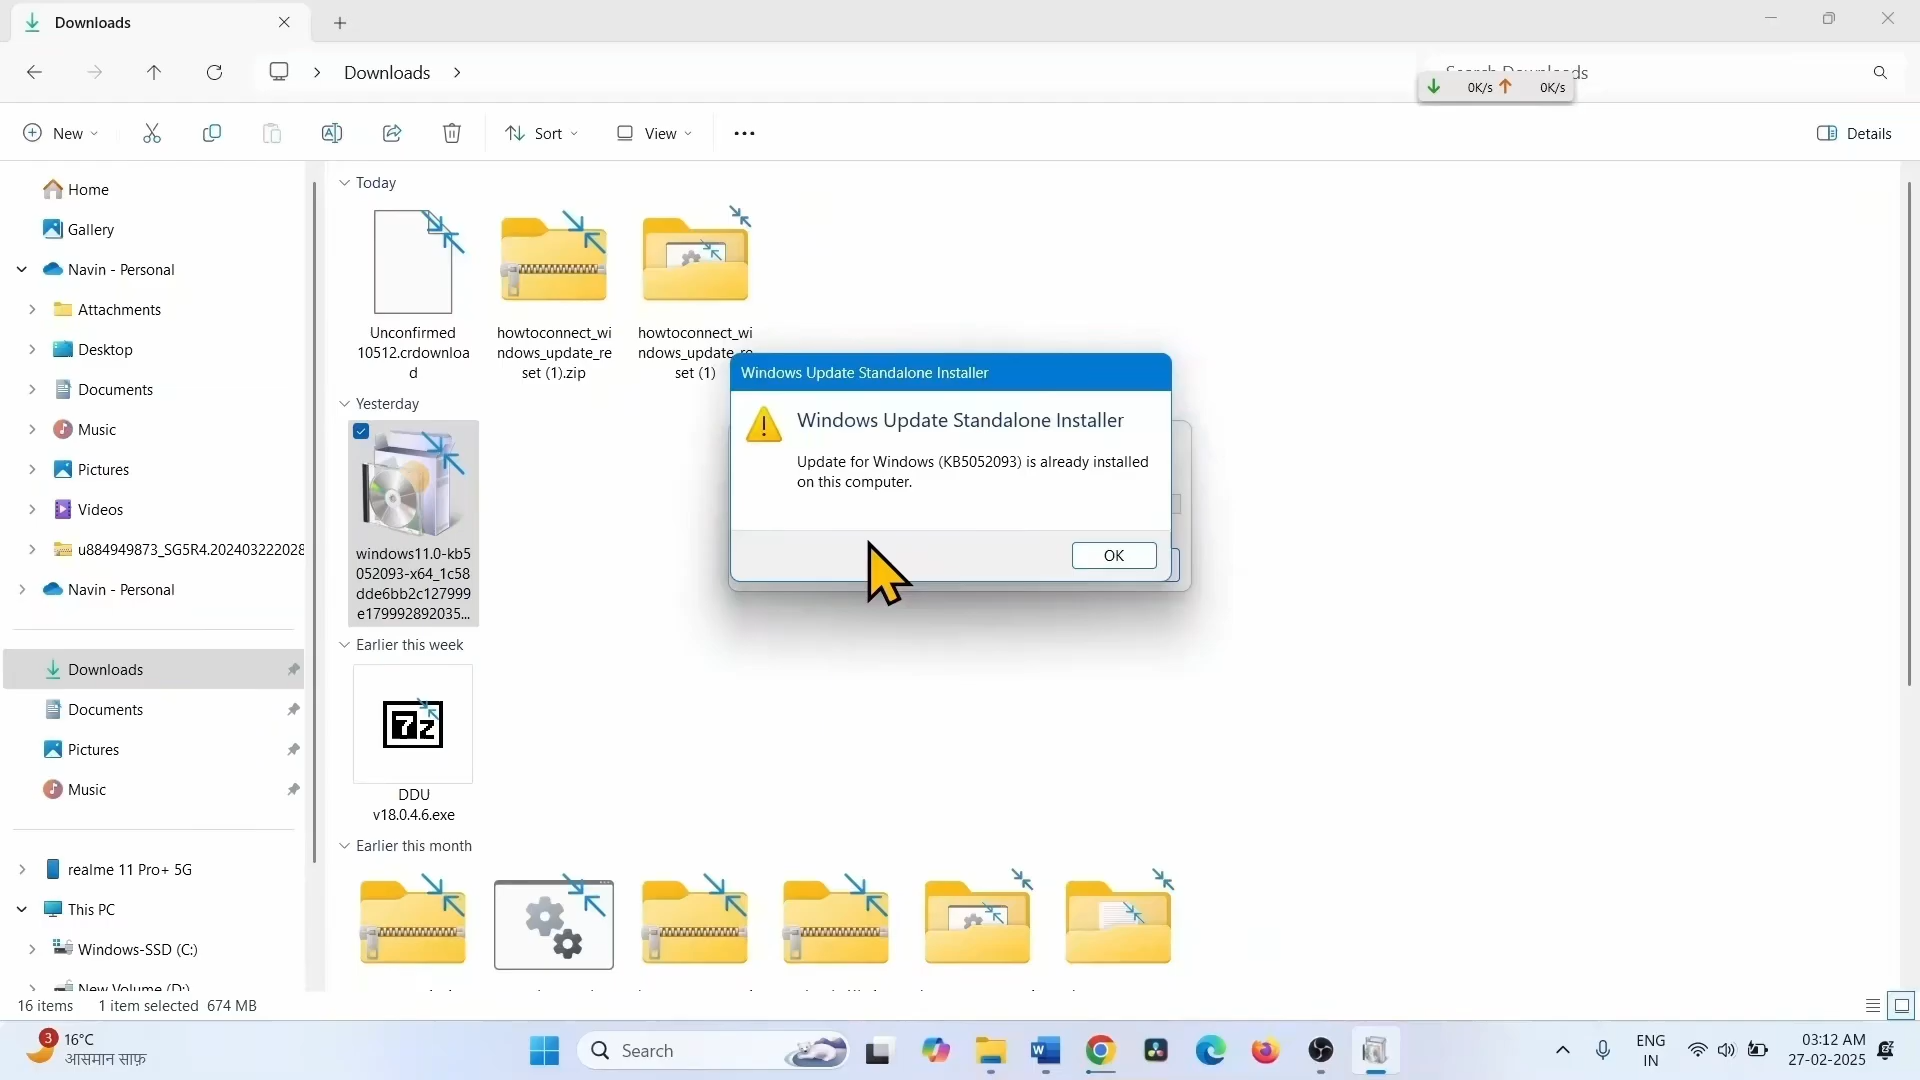 Downloads
Downloads
0K/s
0K/s
New
Sort
View
Details
Home
Gallery
Navin - Personal
Attachments
Desktop
Documents
Music
Pictures
Videos
u884949873_SG5R4.202403222028
Navin - Personal
Downloads
Documents
Pictures
Music
realme 11 Pro+ 5G
This PC
Windows-SSD (C:)
New Volume (D:)
Today
Unconfirmed
10512.crdownloa
d
howtoconnect_wi
ndows_update_re
set (1).zip
howtoconnect_wi
ndows_update_re
set (1)
Yesterday
windows11.0-kb5
052093-x64_1c58
dde6bb2c127999
e179992892035...
Earlier this week
7z
DDU
v18.0.4.6.exe
Earlier this month
Windows Update Standalone Installer
Windows Update Standalone Installer
Update for Windows (KB5052093) is already installed
on this computer.
OK
16 items
1 item selected 674 MB
3
16°C
आसमान साफ़
Search
W
ENG
IN
03:12 AM
27-02-2025